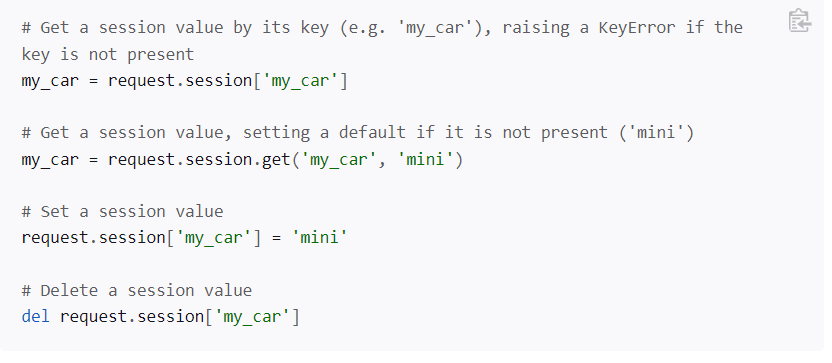 # Get a session value by its key (e.g. 'my_car'), raising a KeyError if the
key is not present
my_car = request.session['my_car']

# Get a session value, setting a default if it is not present ('mini')
my_car = request.session.get('my_car', 'mini')

# Set a session value
request.session['my_car'] = 'mini'

# Delete a session value
del request.session['my_car']